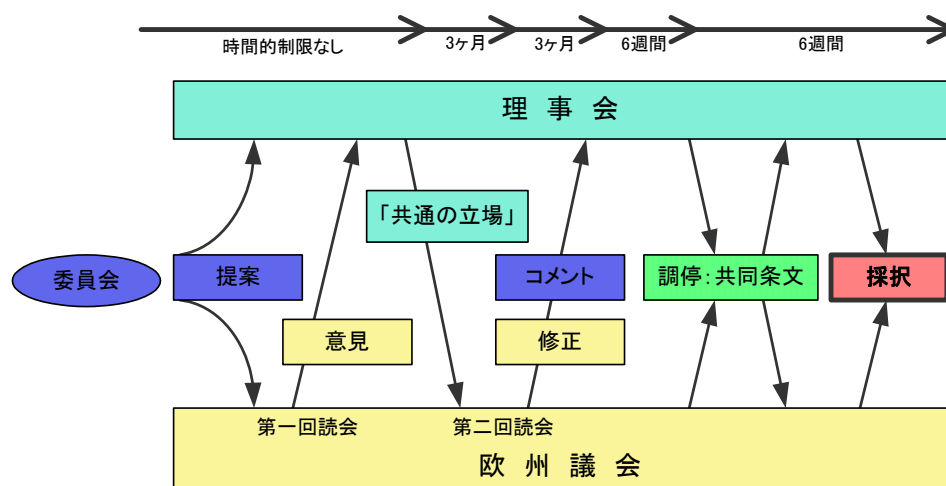 時間的制限なし
3ヶ月
3ヶ月
6週間
6週間
理事会
「共通の立場」
委員会
提案
コメント
調停：共同条文
採択
意見
修正
第一回読会
第二回読会
欧州議会